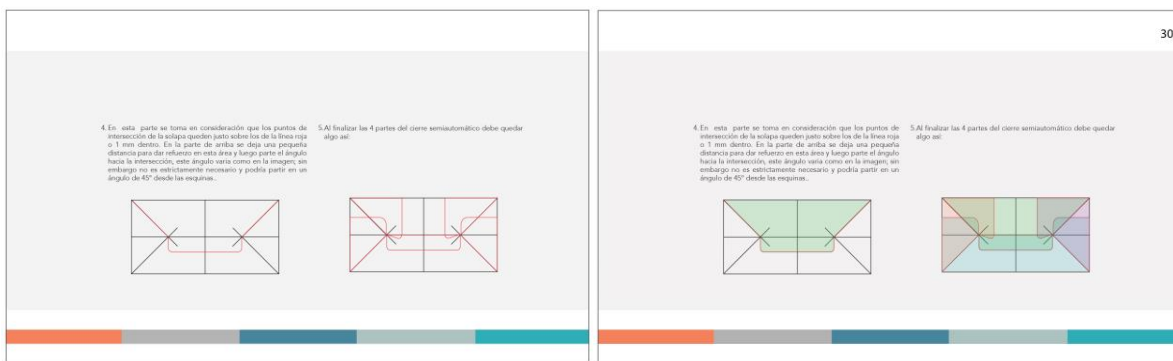 4. En esta parte se toma en consideración que los puntos de
intersección de la solapa queden justo sobre los de la línea roja
o 1 mm dentro. En la parte de arriba se deja una pequeña
distancia para dar refuerzo en esta área y luego parte el ángulo
hacia la intersección, este ángulo varia como en la imagen; sin
embargo no es estrictamente necesario y podría partir en un
ángulo de 45° desde las esquinas..
5.Al finalizar las 4 partes del cierre semiautomático debe quedar
algo así:
30
4. En esta parte se toma en consideración que los puntos de
intersección de la solapa queden justo sobre los de la línea roja
o 1 mm dentro. En la parte de arriba se deja una pequeña
distancia para dar refuerzo en esta área y luego parte el ángulo
hacia la intersección, este ángulo varia como en la imagen; sin
embargo no es estrictamente necesario y podría partir en un
ángulo de 45° desde las esquinas..
5.Al finalizar las 4 partes del cierre semiautomático debe quedar
algo así: